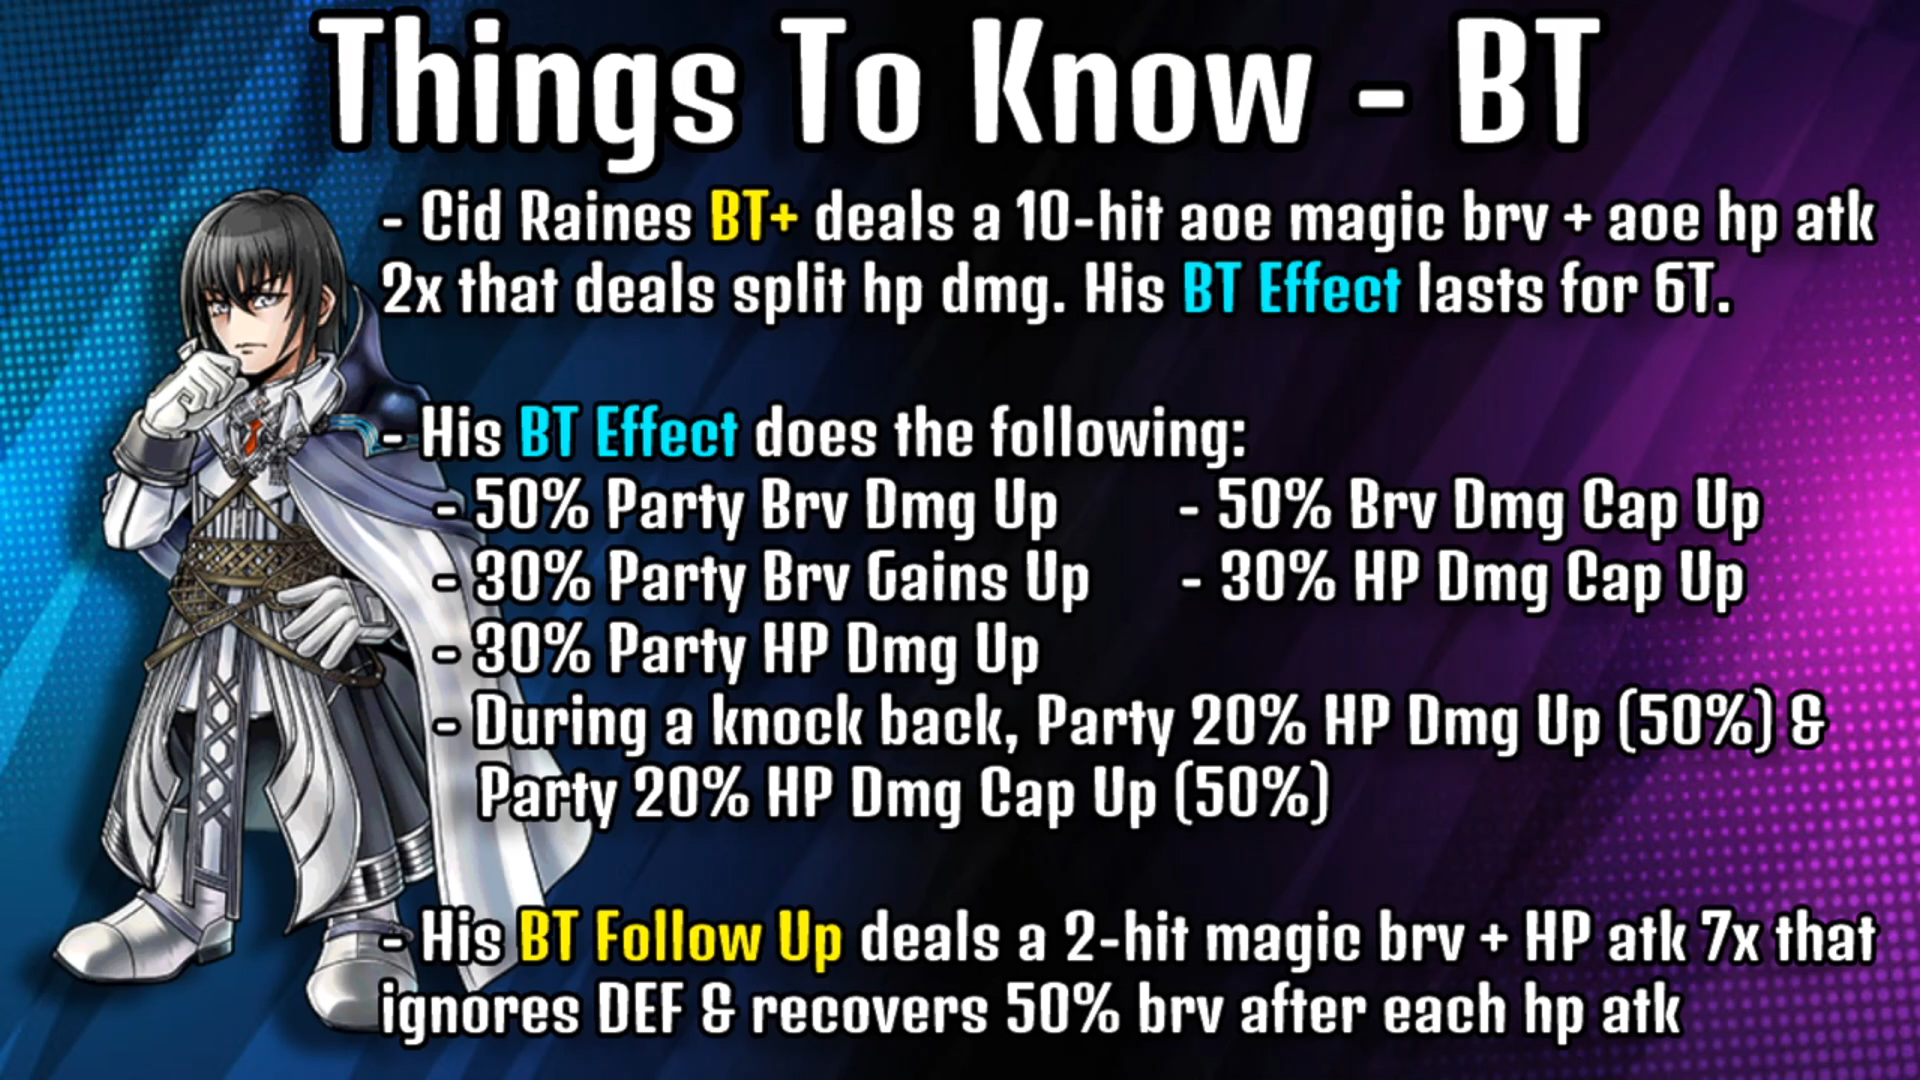 Things To Know - BT
- Cid Raines BT+ deals a 10-hit aoe magic brv + aoe hp atk
2x that deals split hp dmg. His BT Effect lasts for 6T.
- His BT Effect does the following:
- 50% Party Brv Dmg Up - 50% Brv Dmg Cap Up
- 30% Party Brv Gains Up - 30% HP Dmg Cap Up
- 30% Party HP Dmg Up
- During a knock back, Party 20% HP Dmg Up (50%) &
Party 20% HP Dmg Cap Up (50%)
- His BT Follow Up deals a 2-hit magic brv + HP atk 7x that
ignores DEF & recovers 50% brv after each hp atk